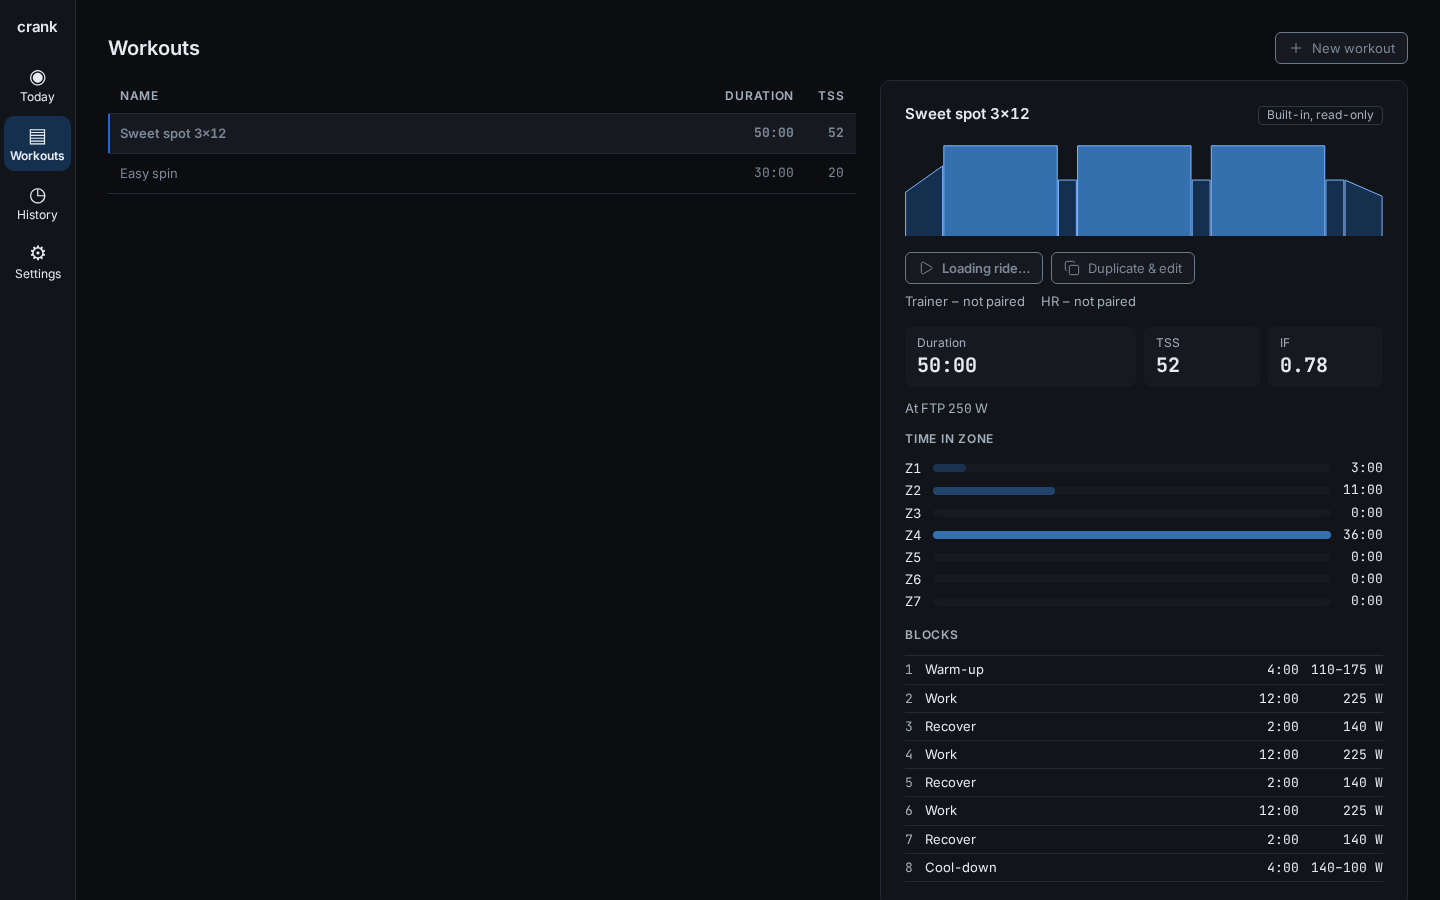 crank
Today
Workouts
History
Settings
Workouts
New workout
NAME DURATION TSS
Sweet spot 3×12 50:00 52
Easy spin 30:00 20
Sweet spot 3×12
Built-in, read-only
Loading ride…
Duplicate & edit
Trainer – not paired HR – not paired
Duration TSS IF
50:00 52 0.78
At FTP 250 W
TIME IN ZONE
Z1 3:00
Z2 11:00
Z3 0:00
Z4 36:00
Z5 0:00
Z6 0:00
Z7 0:00
BLOCKS
1 Warm-up 4:00 110–175 W
2 Work 12:00 225 W
3 Recover 2:00 140 W
4 Work 12:00 225 W
5 Recover 2:00 140 W
6 Work 12:00 225 W
7 Recover 2:00 140 W
8 Cool-down 4:00 140–100 W